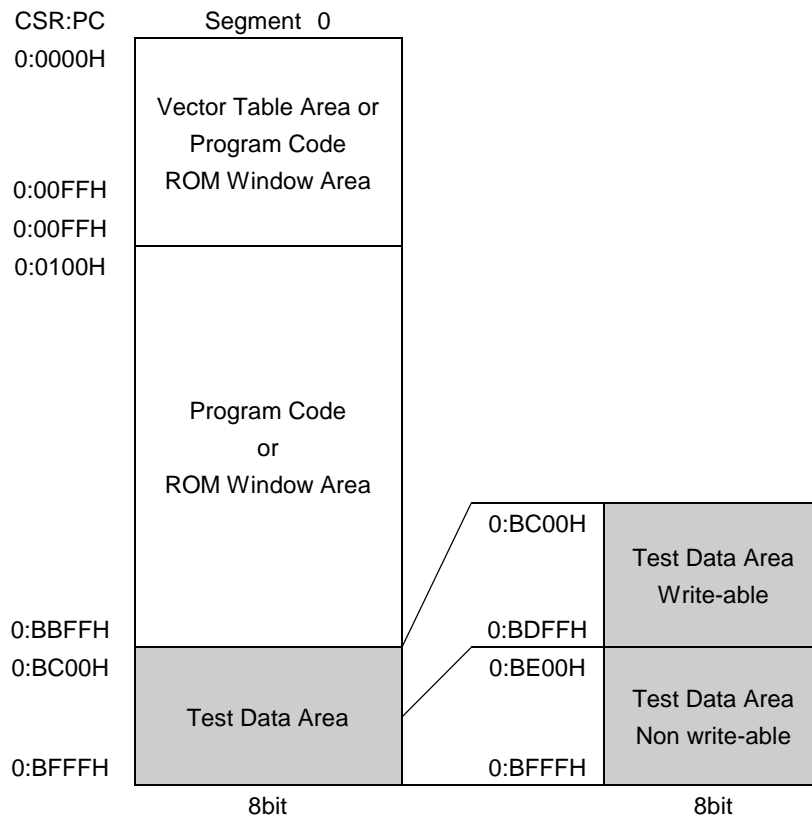 CSR:PC Segment 0
0:0000H
Vector Table Area or
Program Code
ROM Window Area
0:00FFH
0:00FFH
0:0100H
Program Code
or
ROM Window Area
0:BBFFH
0:BC00H
Test Data Area
0:BFFFH
8bit
0:BC00H
Test Data Area
Write-able
0:BDFFH
0:BE00H
Test Data Area
Non write-able
0:BFFFH
8bit